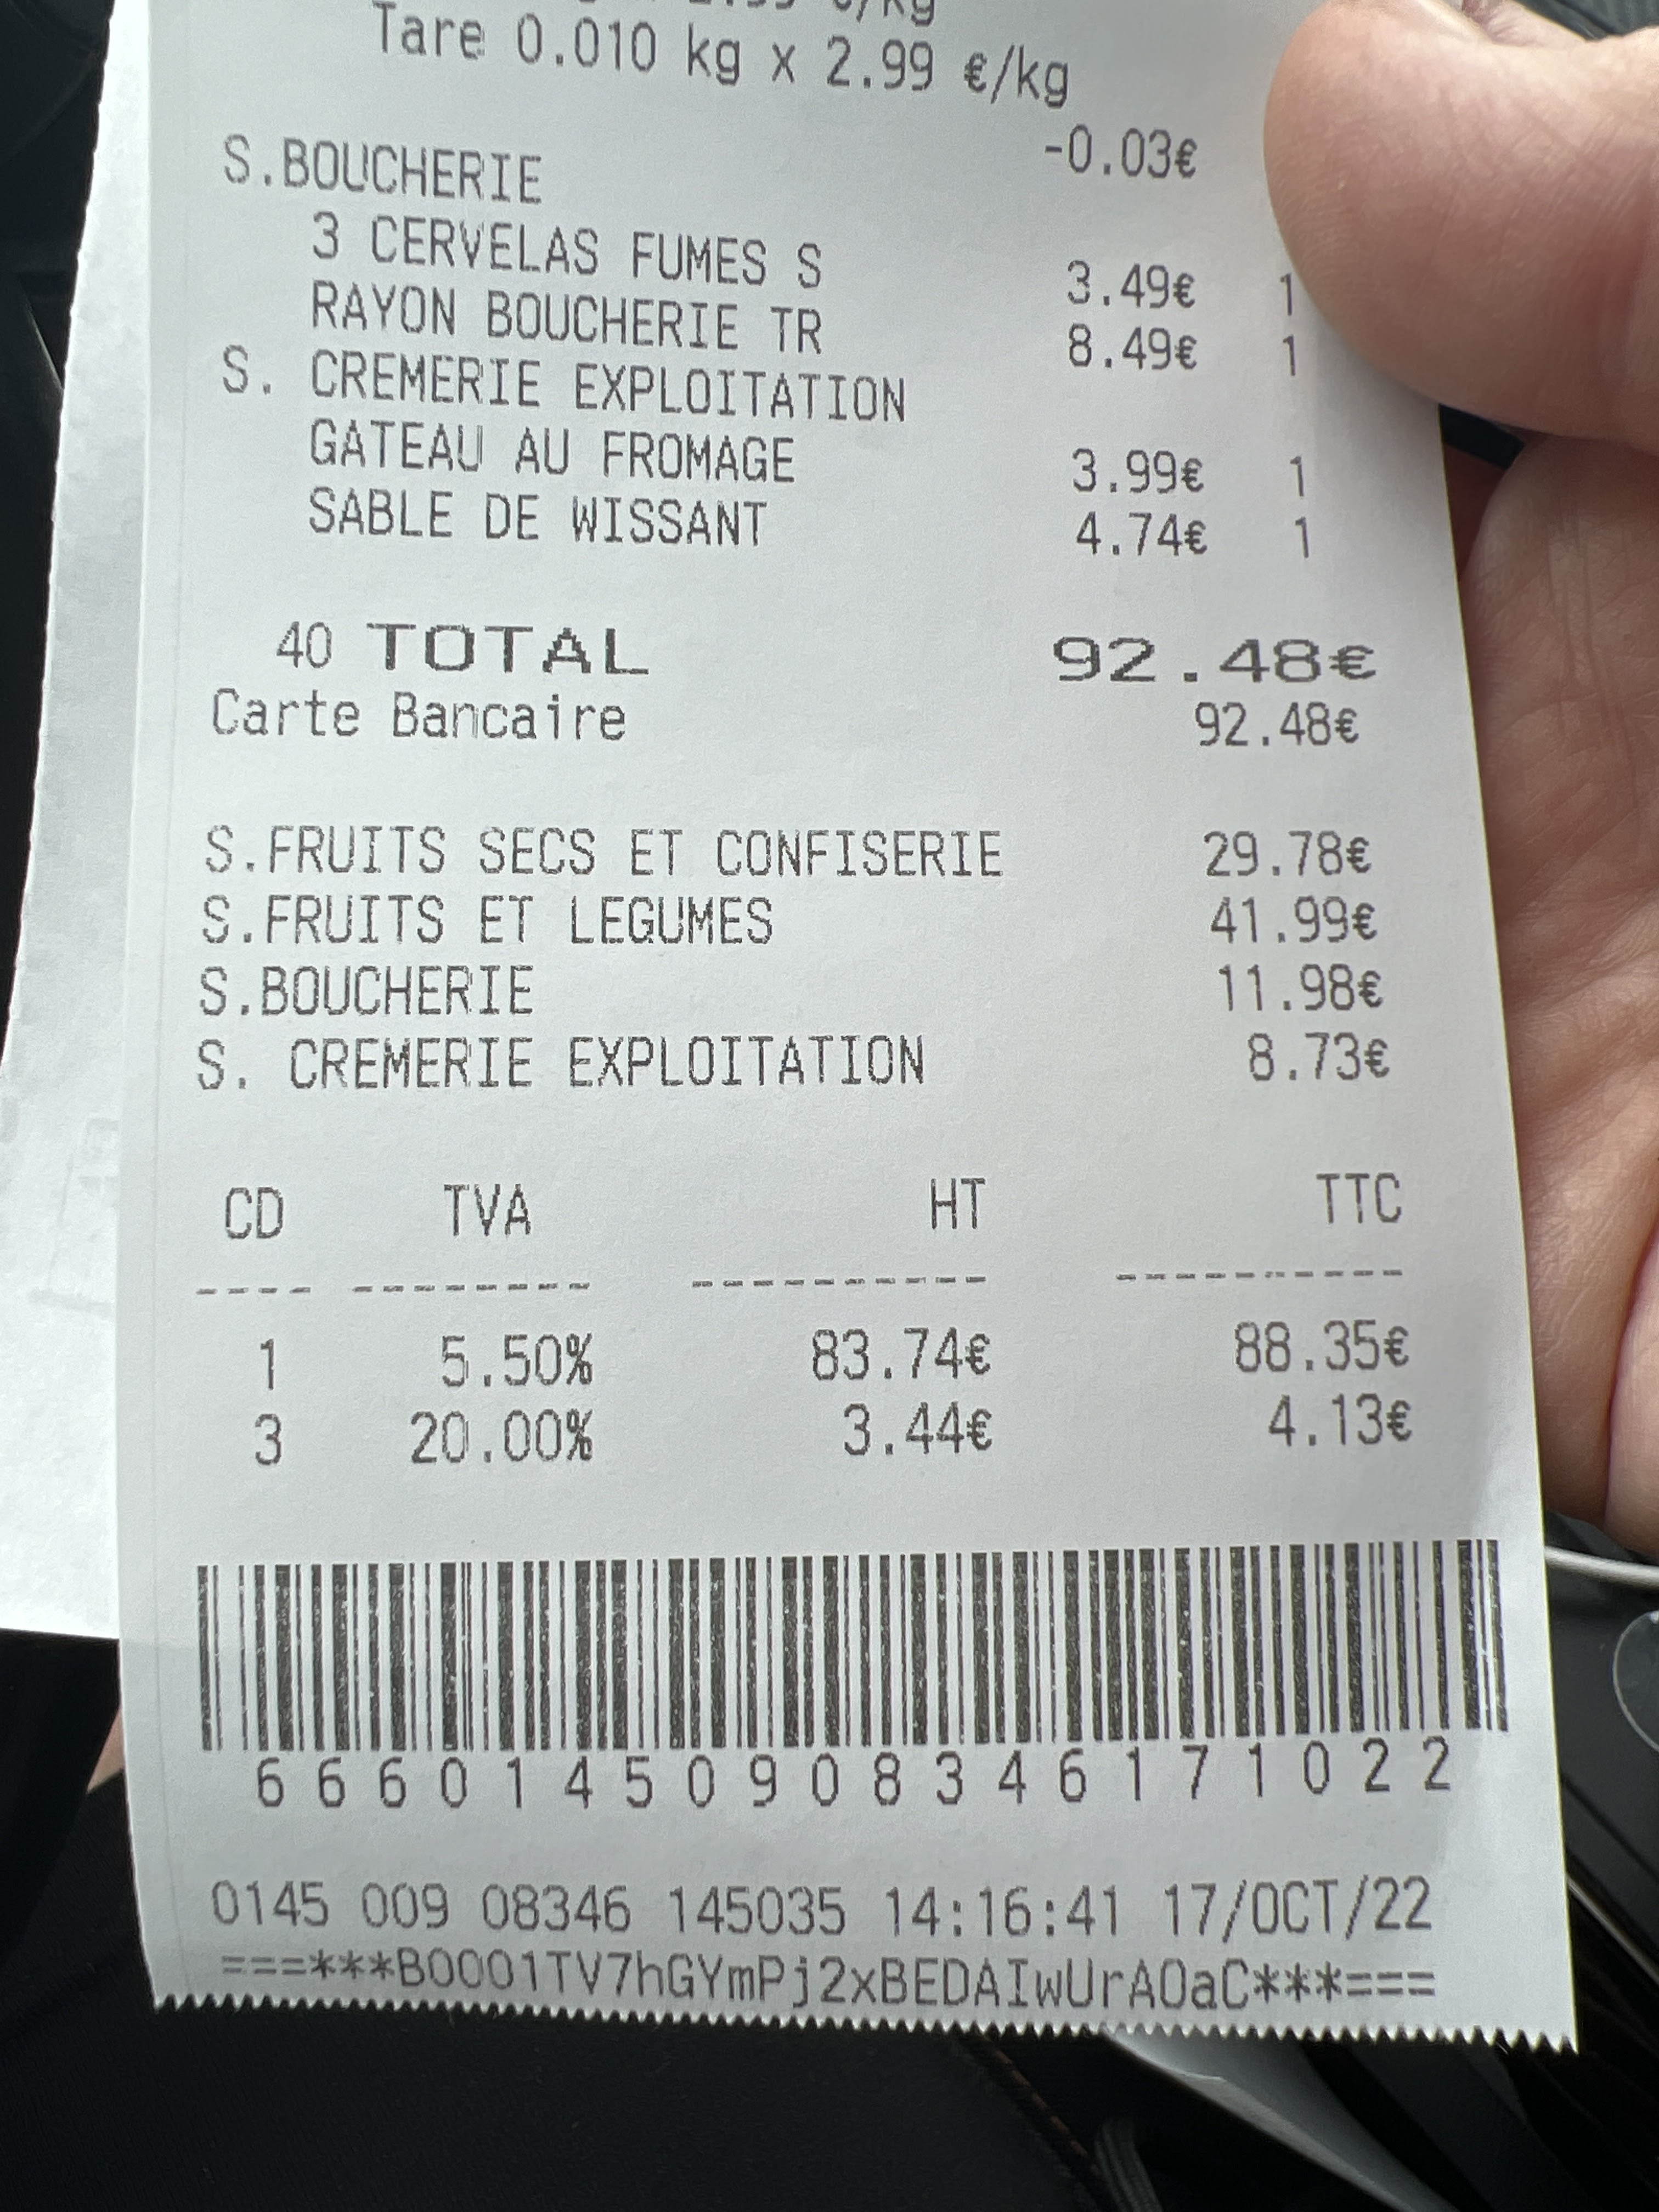 2.99 €/kg
Tare 0.010 kg x 2.99 €/kg
-0.03€
S.BOUCHERIE
3 CERVELAS FUMES S 3.49€ 1
RAYON BOUCHERIE TR 8.49€ 1
S. CREMERIE EXPLOITATION
GATEAU AU FROMAGE 3.99€ 1
SABLE DE WISSANT 4.74€ 1
40 TOTAL 92.48€
Carte Bancaire 92.48€
S.FRUITS SECS ET CONFISERIE 29.78€
S.FRUITS ET LEGUMES 41.99€
S.BOUCHERIE 11.98€
S. CREMERIE EXPLOITATION 8.73€
CD TVA HT TTC
---- --------- ----------- -----------
1 5.50% 83.74€ 88.35€
3 20.00% 3.44€ 4.13€
66601450908346171022
0145 009 08346 145035 14:16:41 17/OCT/22
===***B0001TV7hGYmPj2xBEDAIwUrAOaC***===